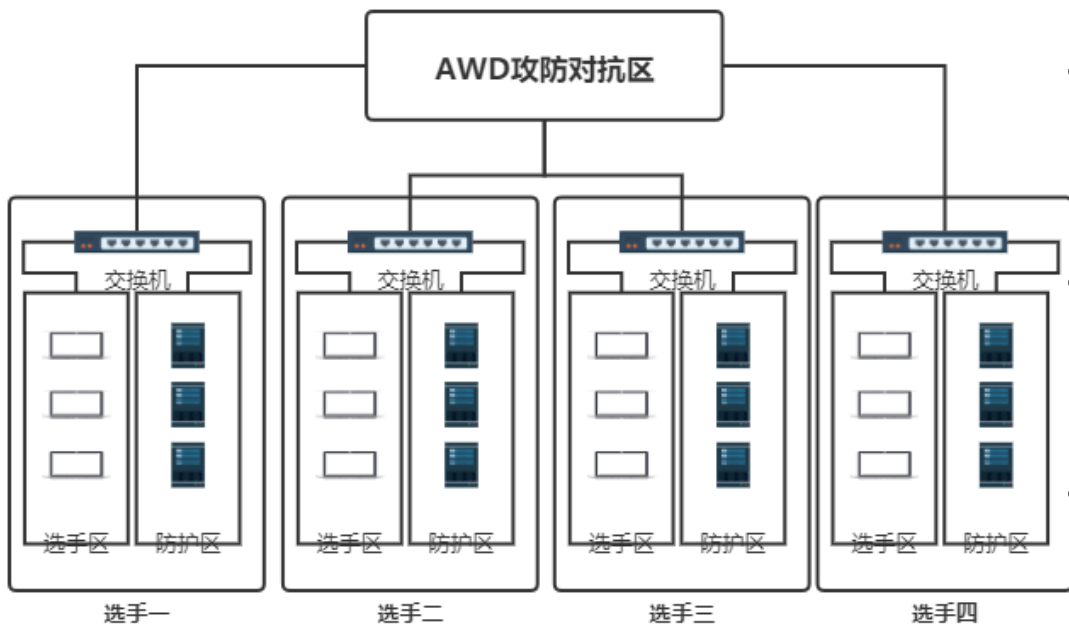 AWD攻防对抗区
交换机
交换机
交换机
交换机
选手区
防护区
选手区
防护区
选手区
防护区
选手区
防护区
选手一
选手二
选手三
选手四